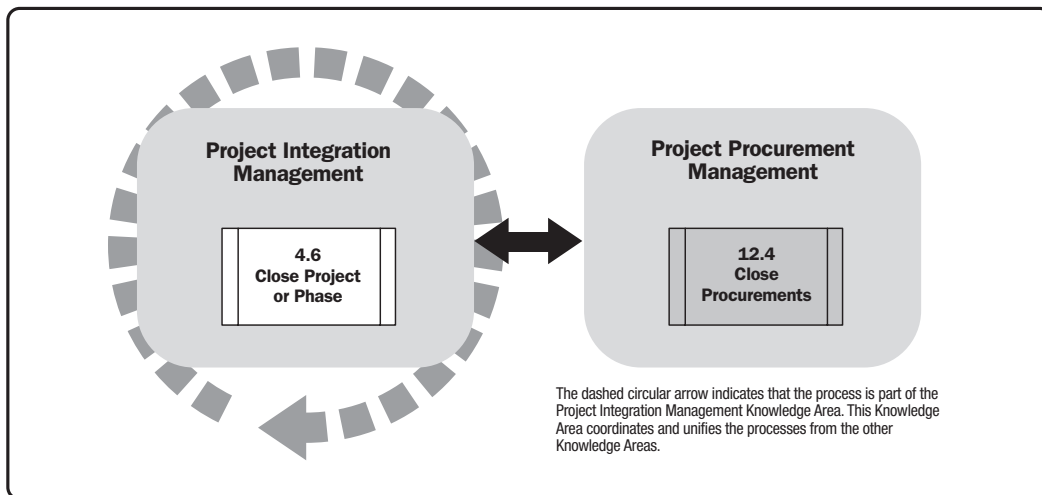 Project Integration
Management
4.6
Close Project
or Phase
Project Procurement
Management
12.4
Close
Procurements
The dashed circular arrow indicates that the process is part of the
Project Integration Management Knowledge Area. This Knowledge
Area coordinates and unifies the processes from the other
Knowledge Areas.